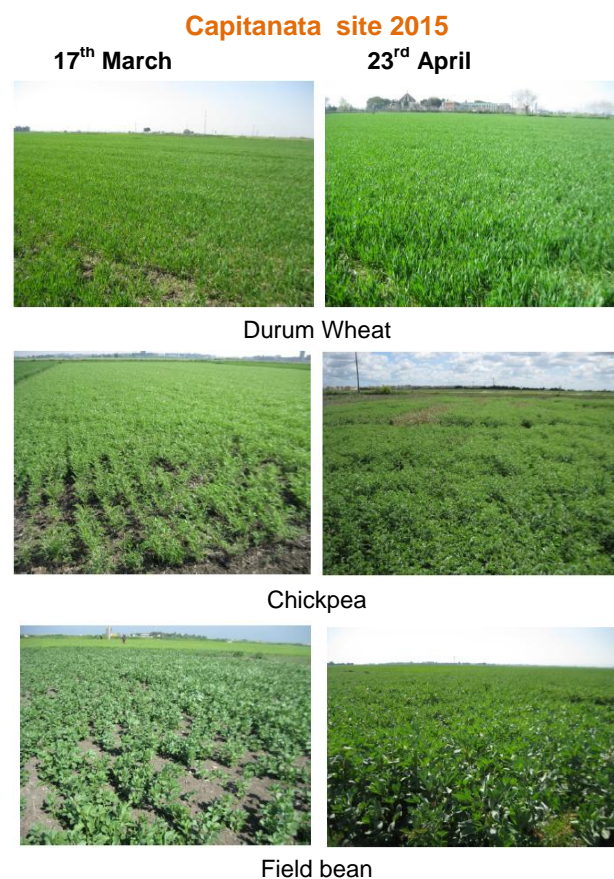 Capitanata site 2015
17th March 23rd April
Durum Wheat
Chickpea
Field bean